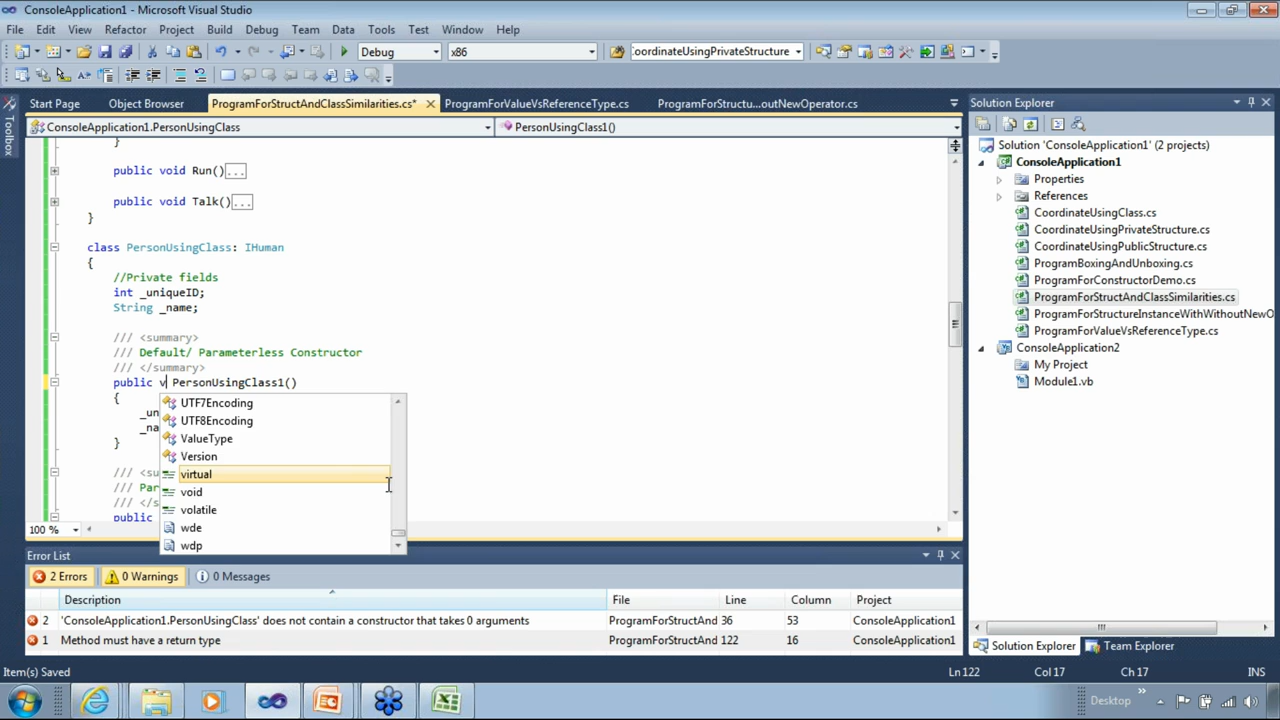 ConsoleApplication1 - Microsoft Visual Studio
File Edit View Refactor Project Build Debug Team Data Tools Test Window Help
Debug x86 CoordinateUsingPrivateStructure
Start Page Object Browser ProgramForStructAndClassSimilarities.cs* ProgramForValueVsReferenceType.cs ProgramForStructu...outNewOperator.cs
Toolbox
ConsoleApplication1.PersonUsingClass PersonUsingClass1()
}
public void Run()...
public void Talk()...
}
class PersonUsingClass: IHuman
{
//Private fields
int _uniqueID;
String _name;
/// <summary>
/// Default/ Parameterless Constructor
/// </summary>
public v PersonUsingClass1()
{
_un
_na
}
/// <su
/// Par
/// </s
public
UTF7Encoding
UTF8Encoding
ValueType
Version
virtual
void
volatile
wde
wdp
100 %
Error List
2 Errors 0 Warnings 0 Messages
Description File Line Column Project
2 'ConsoleApplication1.PersonUsingClass' does not contain a constructor that takes 0 arguments ProgramForStructAnd 36 53 ConsoleApplication1
1 Method must have a return type ProgramForStructAnd 122 16 ConsoleApplication1
Solution Explorer
Solution 'ConsoleApplication1' (2 projects)
ConsoleApplication1
Properties
References
CoordinateUsingClass.cs
CoordinateUsingPrivateStructure.cs
CoordinateUsingPublicStructure.cs
ProgramBoxingAndUnboxing.cs
ProgramForConstructorDemo.cs
ProgramForStructAndClassSimilarities.cs
ProgramForStructureInstanceWithWithoutNewO
ProgramForValueVsReferenceType.cs
ConsoleApplication2
My Project
Module1.vb
Solution Explorer Team Explorer
Item(s) Saved Ln 122 Col 17 Ch 17 INS
Desktop